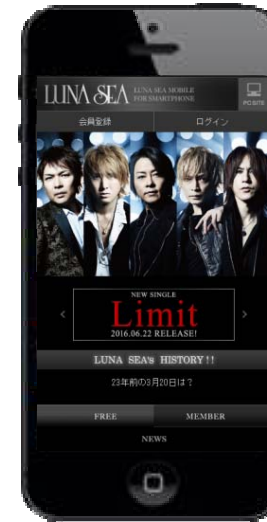 LUNA SEA
LUNA SEA MOBILE
FOR SMARTPHONE
PC SITE
会員登録
ログイン
NEW SINGLE
Limit
2016.06.22 RELEASE!
LUNA SEA's HISTORY!!
23年前の3月20日は？
FREE
MEMBER
NEWS